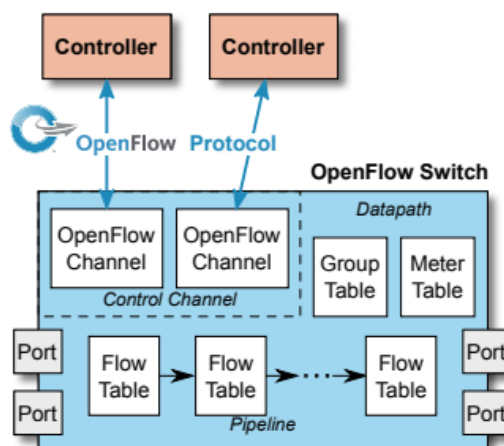 Controller
Controller
OpenFlow Protocol
OpenFlow Switch
OpenFlow
Channel
OpenFlow
Channel
Control Channel
Datapath
Group
Table
Meter
Table
Port
Port
Port
Port
Flow
Table
Flow
Table
Flow
Table
Pipeline